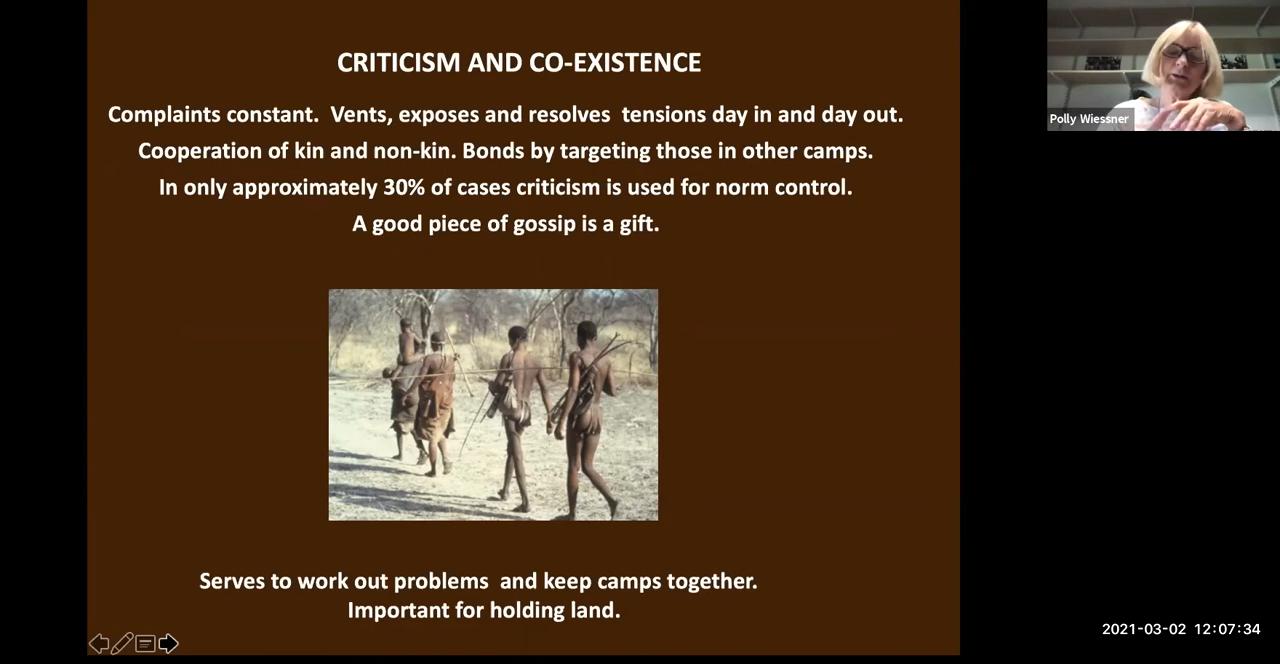 CRITICISM AND CO-EXISTENCE
Complaints constant.  Vents, exposes and resolves  tensions day in and day out.
Cooperation of kin and non-kin. Bonds by targeting those in other camps.
In only approximately 30% of cases criticism is used for norm control.
A good piece of gossip is a gift.
Serves to work out problems  and keep camps together.
Important for holding land.
Polly Wiessner
2021-03-02 12:07:34